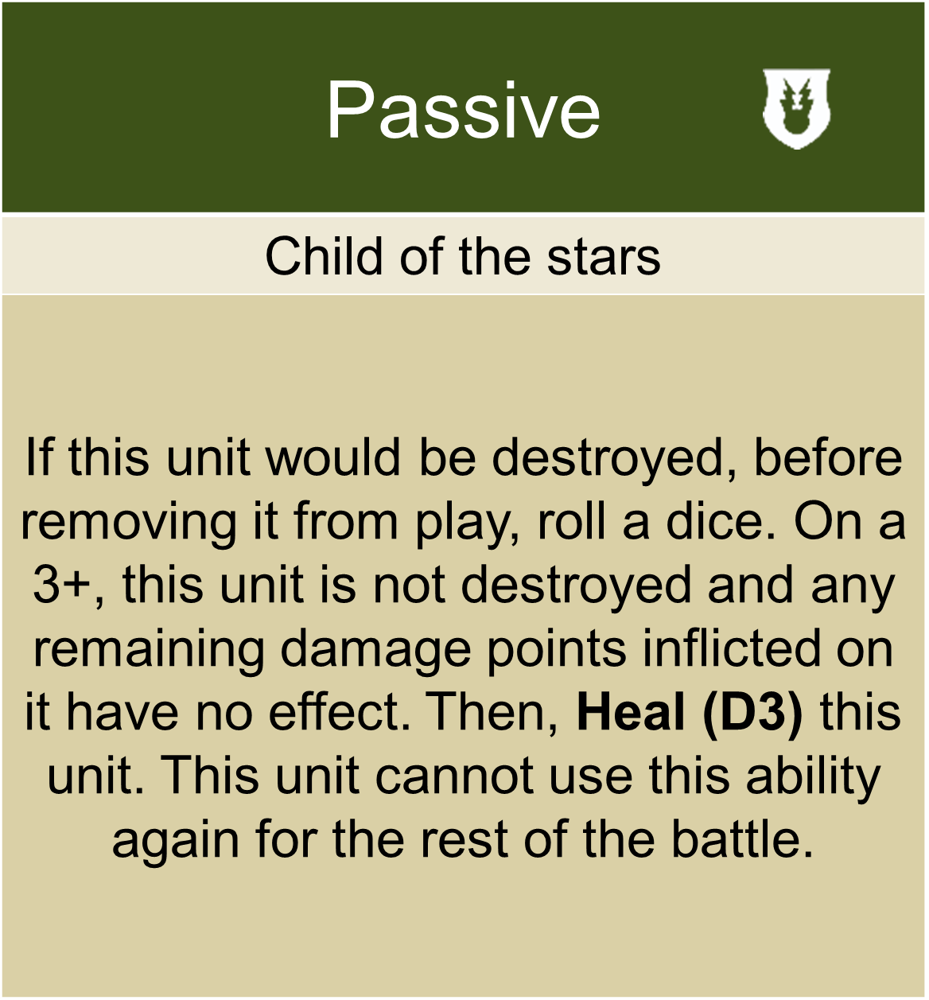 Passive
Child of the stars
If this unit would be destroyed, before
removing it from play, roll a dice. On a
3+, this unit is not destroyed and any
remaining damage points inflicted on
it have no effect. Then, Heal (D3) this
unit. This unit cannot use this ability
again for the rest of the battle.